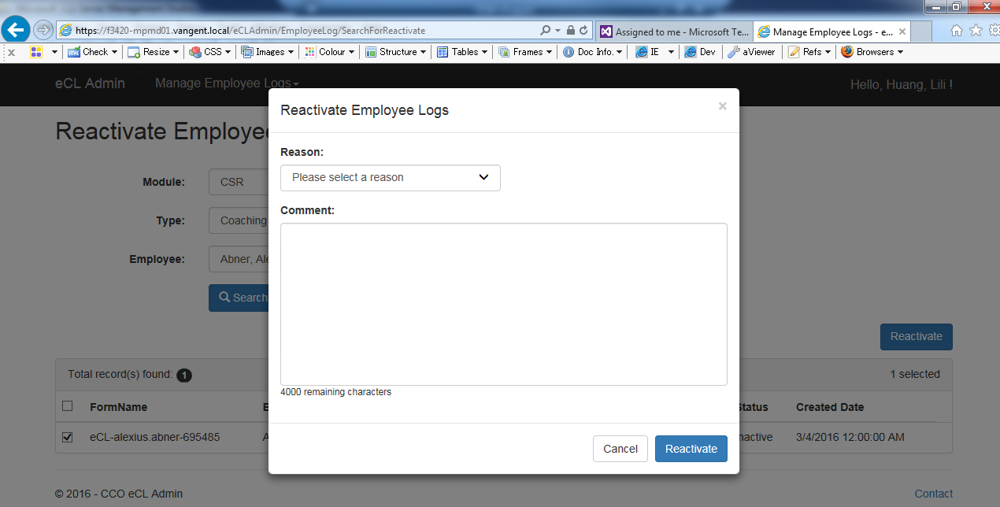 https://f3420-mpmd01.vangent.local/eCLAdmin/EmployeeLog/SearchForReactivate
Assigned to me - Microsoft Te...
Manage Employee Logs - e...
Check
Resize
CSS
Images
Colour
Structure
Tables
Frames
Doc Info.
IE
Dev
aViewer
Refs
Browsers
eCL Admin
Manage Employee Logs
Hello, Huang, Lili !
Reactivate Employee Logs
Reactivate Employee
Reason:
Please select a reason
Comment:
4000 remaining characters
Cancel
Reactivate
Module:
CSR
Type:
Coaching
Employee:
Abner, Ale
Search
Reactivate
Total record(s) found: 1
1 selected
FormName
E
Status
Created Date
eCL-alexius.abner-695485
A
nactive
3/4/2016 12:00:00 AM
© 2016 - CCO eCL Admin
Contact